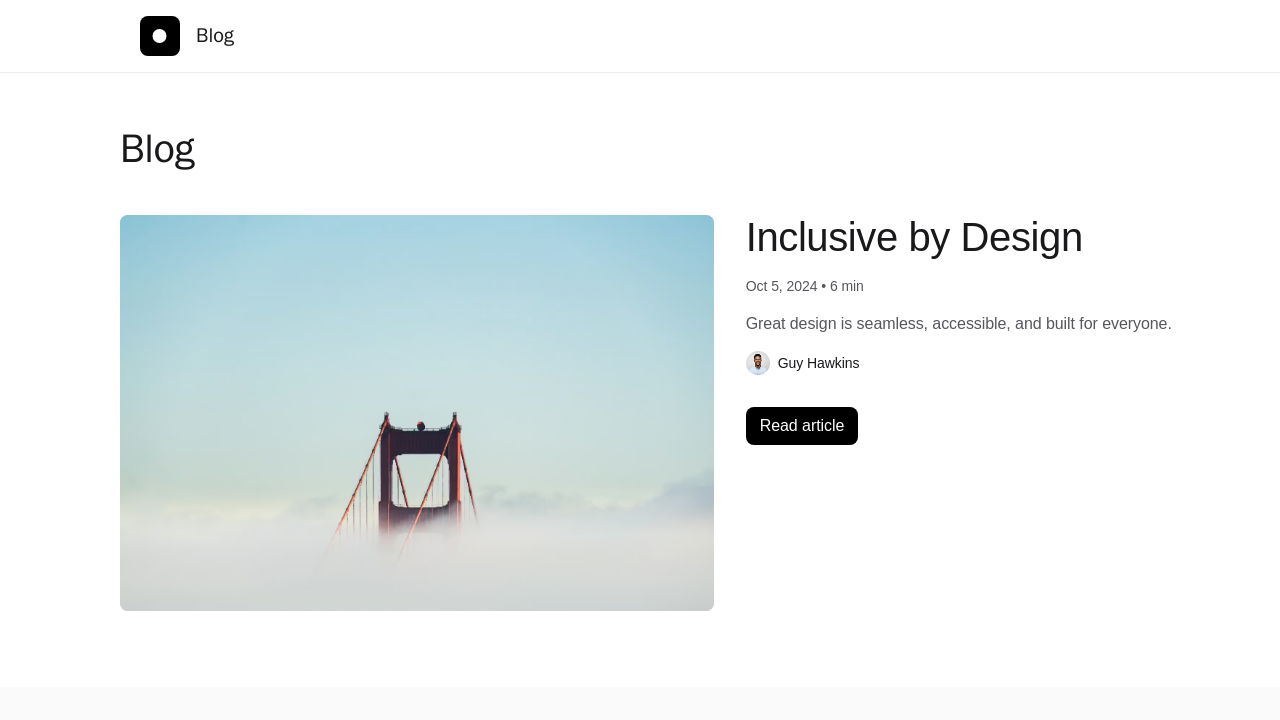 Blog
Blog
Inclusive by Design
Oct 5, 2024 • 6 min
Great design is seamless, accessible, and built for everyone.
Guy Hawkins
Read article